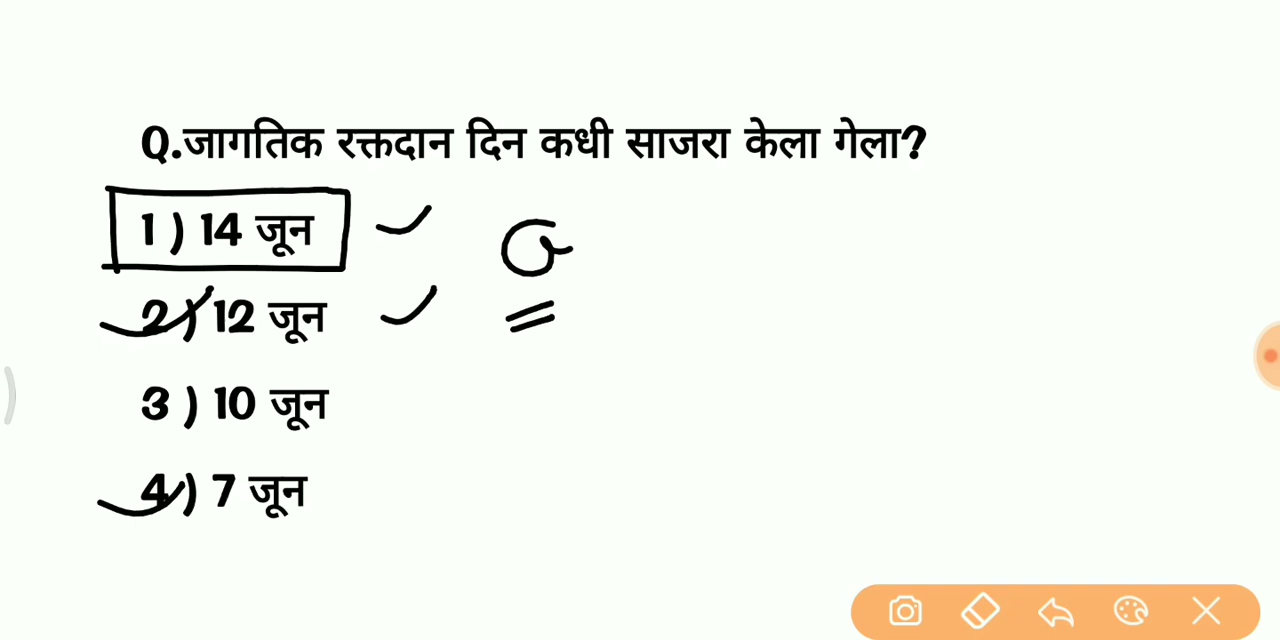 Q.जागतिक रक्तदान दिन कधी साजरा केला गेला?
1 ) 14 जून
2 ) 12 जून
3 ) 10 जून
4 ) 7 जून